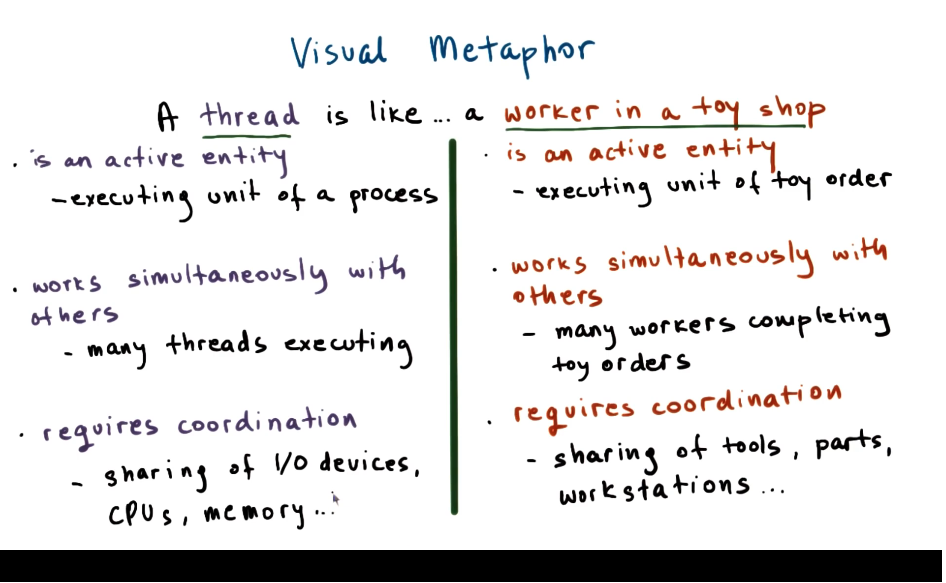 Visual Metaphor
A thread is like... a worker in a toy shop
. is an active entity
- executing unit of a process
. works simultaneously with
others
- many threads executing
. requires coordination
- sharing of I/O devices,
CPUs, memory...
. is an active entity
- executing unit of toy order
. works simultaneously with
others
- many workers completing
toy orders
. requires coordination
- sharing of tools, parts,
workstations...